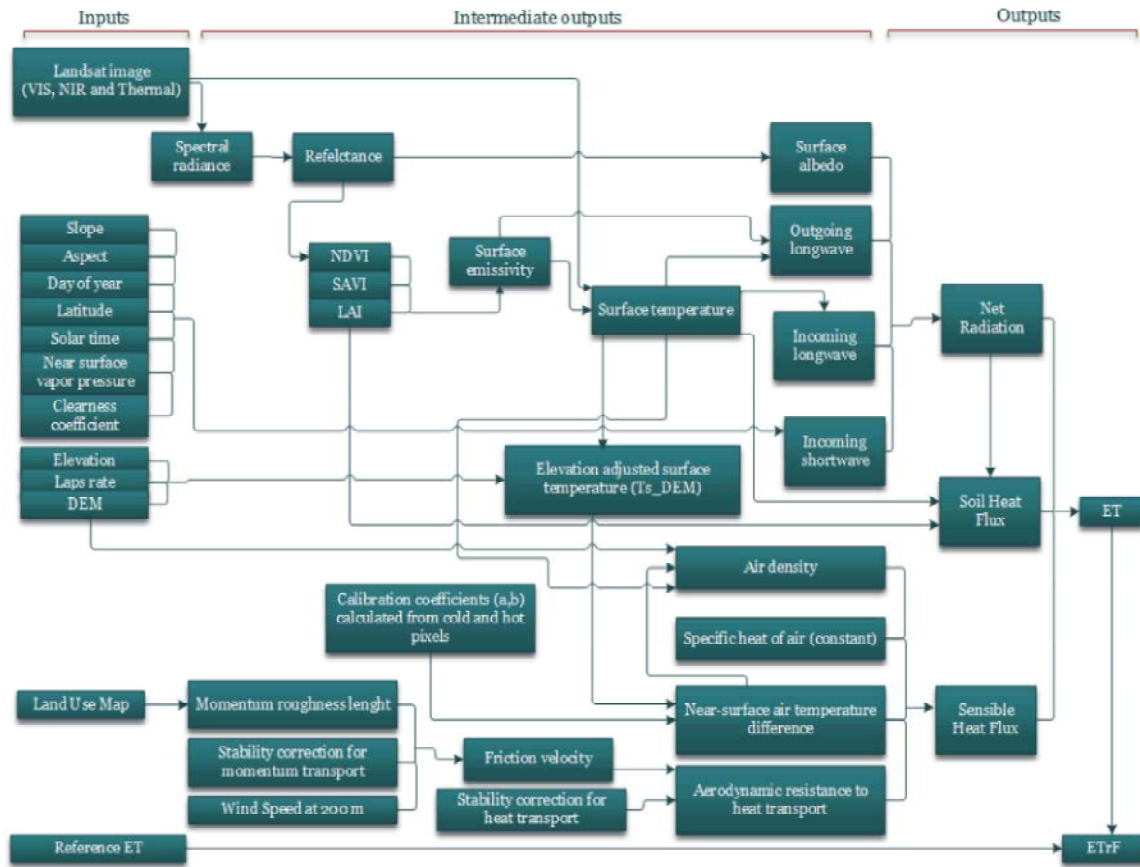 Inputs
Intermediate outputs
Outputs
Landsat image
(VIS, NIR and Thermal)
Spectral
radiance
Refelctance
Surface
albedo
Slope
Aspect
Day of year
Latitude
Solar time
Near surface
vapor pressure
Clearness
coefficient
NDVI
SAVI
LAI
Surface
emissivity
Outgoing
longwave
Surface temperature
Incoming
longwave
Net
Radiation
Incoming
shortwave
Elevation
Laps rate
DEM
Elevation adjusted surface
temperature (Ts_DEM)
Soil Heat
Flux
ET
Air density
Calibration coefficients (a,b)
calculated from cold and hot
pixels
Specific heat of air (constant)
Land Use Map
Momentum roughness lenght
Near-surface air temperature
difference
Sensible
Heat Flux
Stability correction for
momentum transport
Friction velocity
Wind Speed at 200 m
Stability correction for
heat transport
Aerodynamic resistance to
heat transport
Reference ET
ETrF